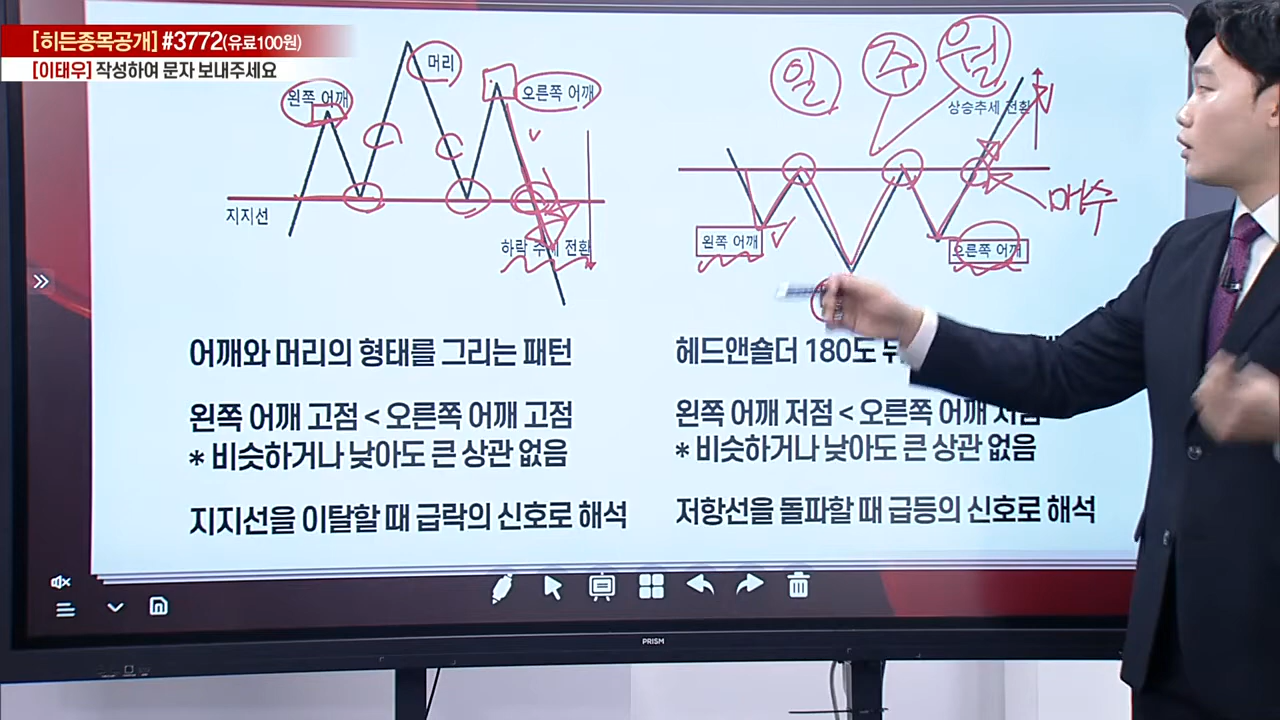 [히든종목공개] #3772(유료100원)
[이태우] 작성하여 문자 보내주세요
왼쪽 어깨
머리
오른쪽 어깨
지지선
하락 추세 전환
어깨와 머리의 형태를 그리는 패턴
왼쪽 어깨 고점 < 오른쪽 어깨 고점
* 비슷하거나 낮아도 큰 상관 없음
지지선을 이탈할 때 급락의 신호로 해석
일
주
월
상승추세 전환
매수
왼쪽 어깨
오른쪽 어깨
헤드앤숄더 180도
왼쪽 어깨 저점 < 오른쪽 어깨 저점
* 비슷하거나 낮아도 큰 상관 없음
저항선을 돌파할 때 급등의 신호로 해석
PRISM